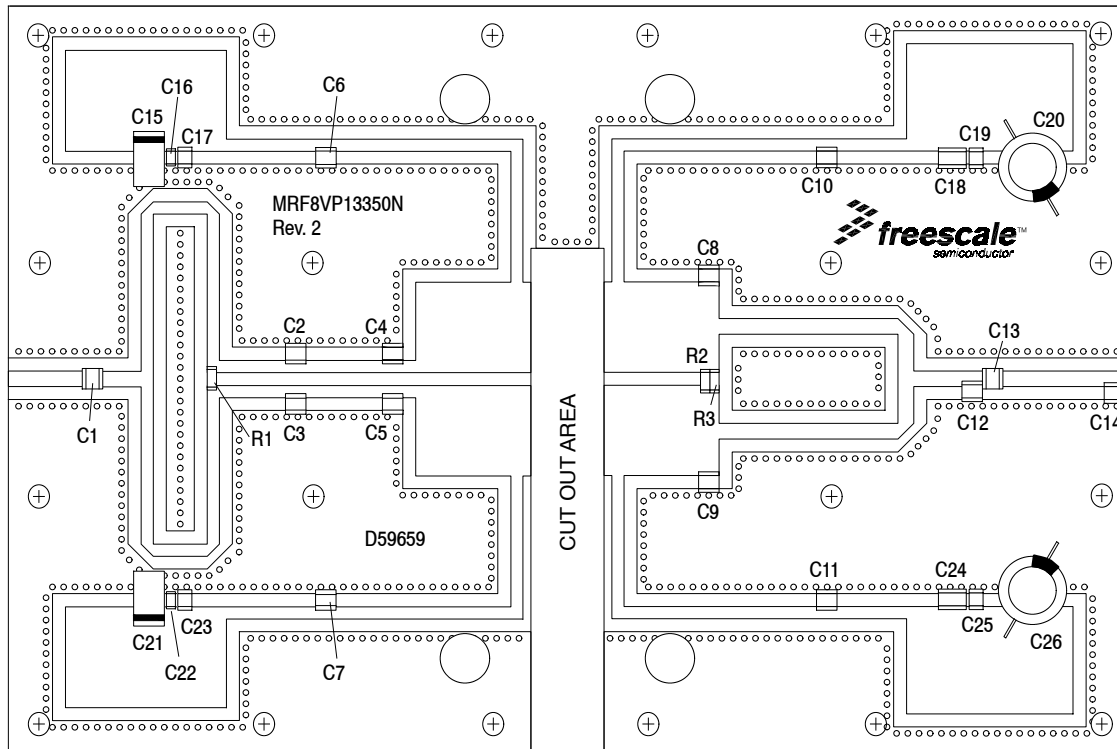 C16
C6
C15
C17
C19
C20
C10
C18
MRF8VP13350N
Rev. 2
freescale™
semiconductor
C8
C2
C4
C13
R2
C1
R1
C3
C5
R3
C12
C14
CUT OUT AREA
C9
D59659
C11
C24
C21
C23
C25
C26
C22
C7